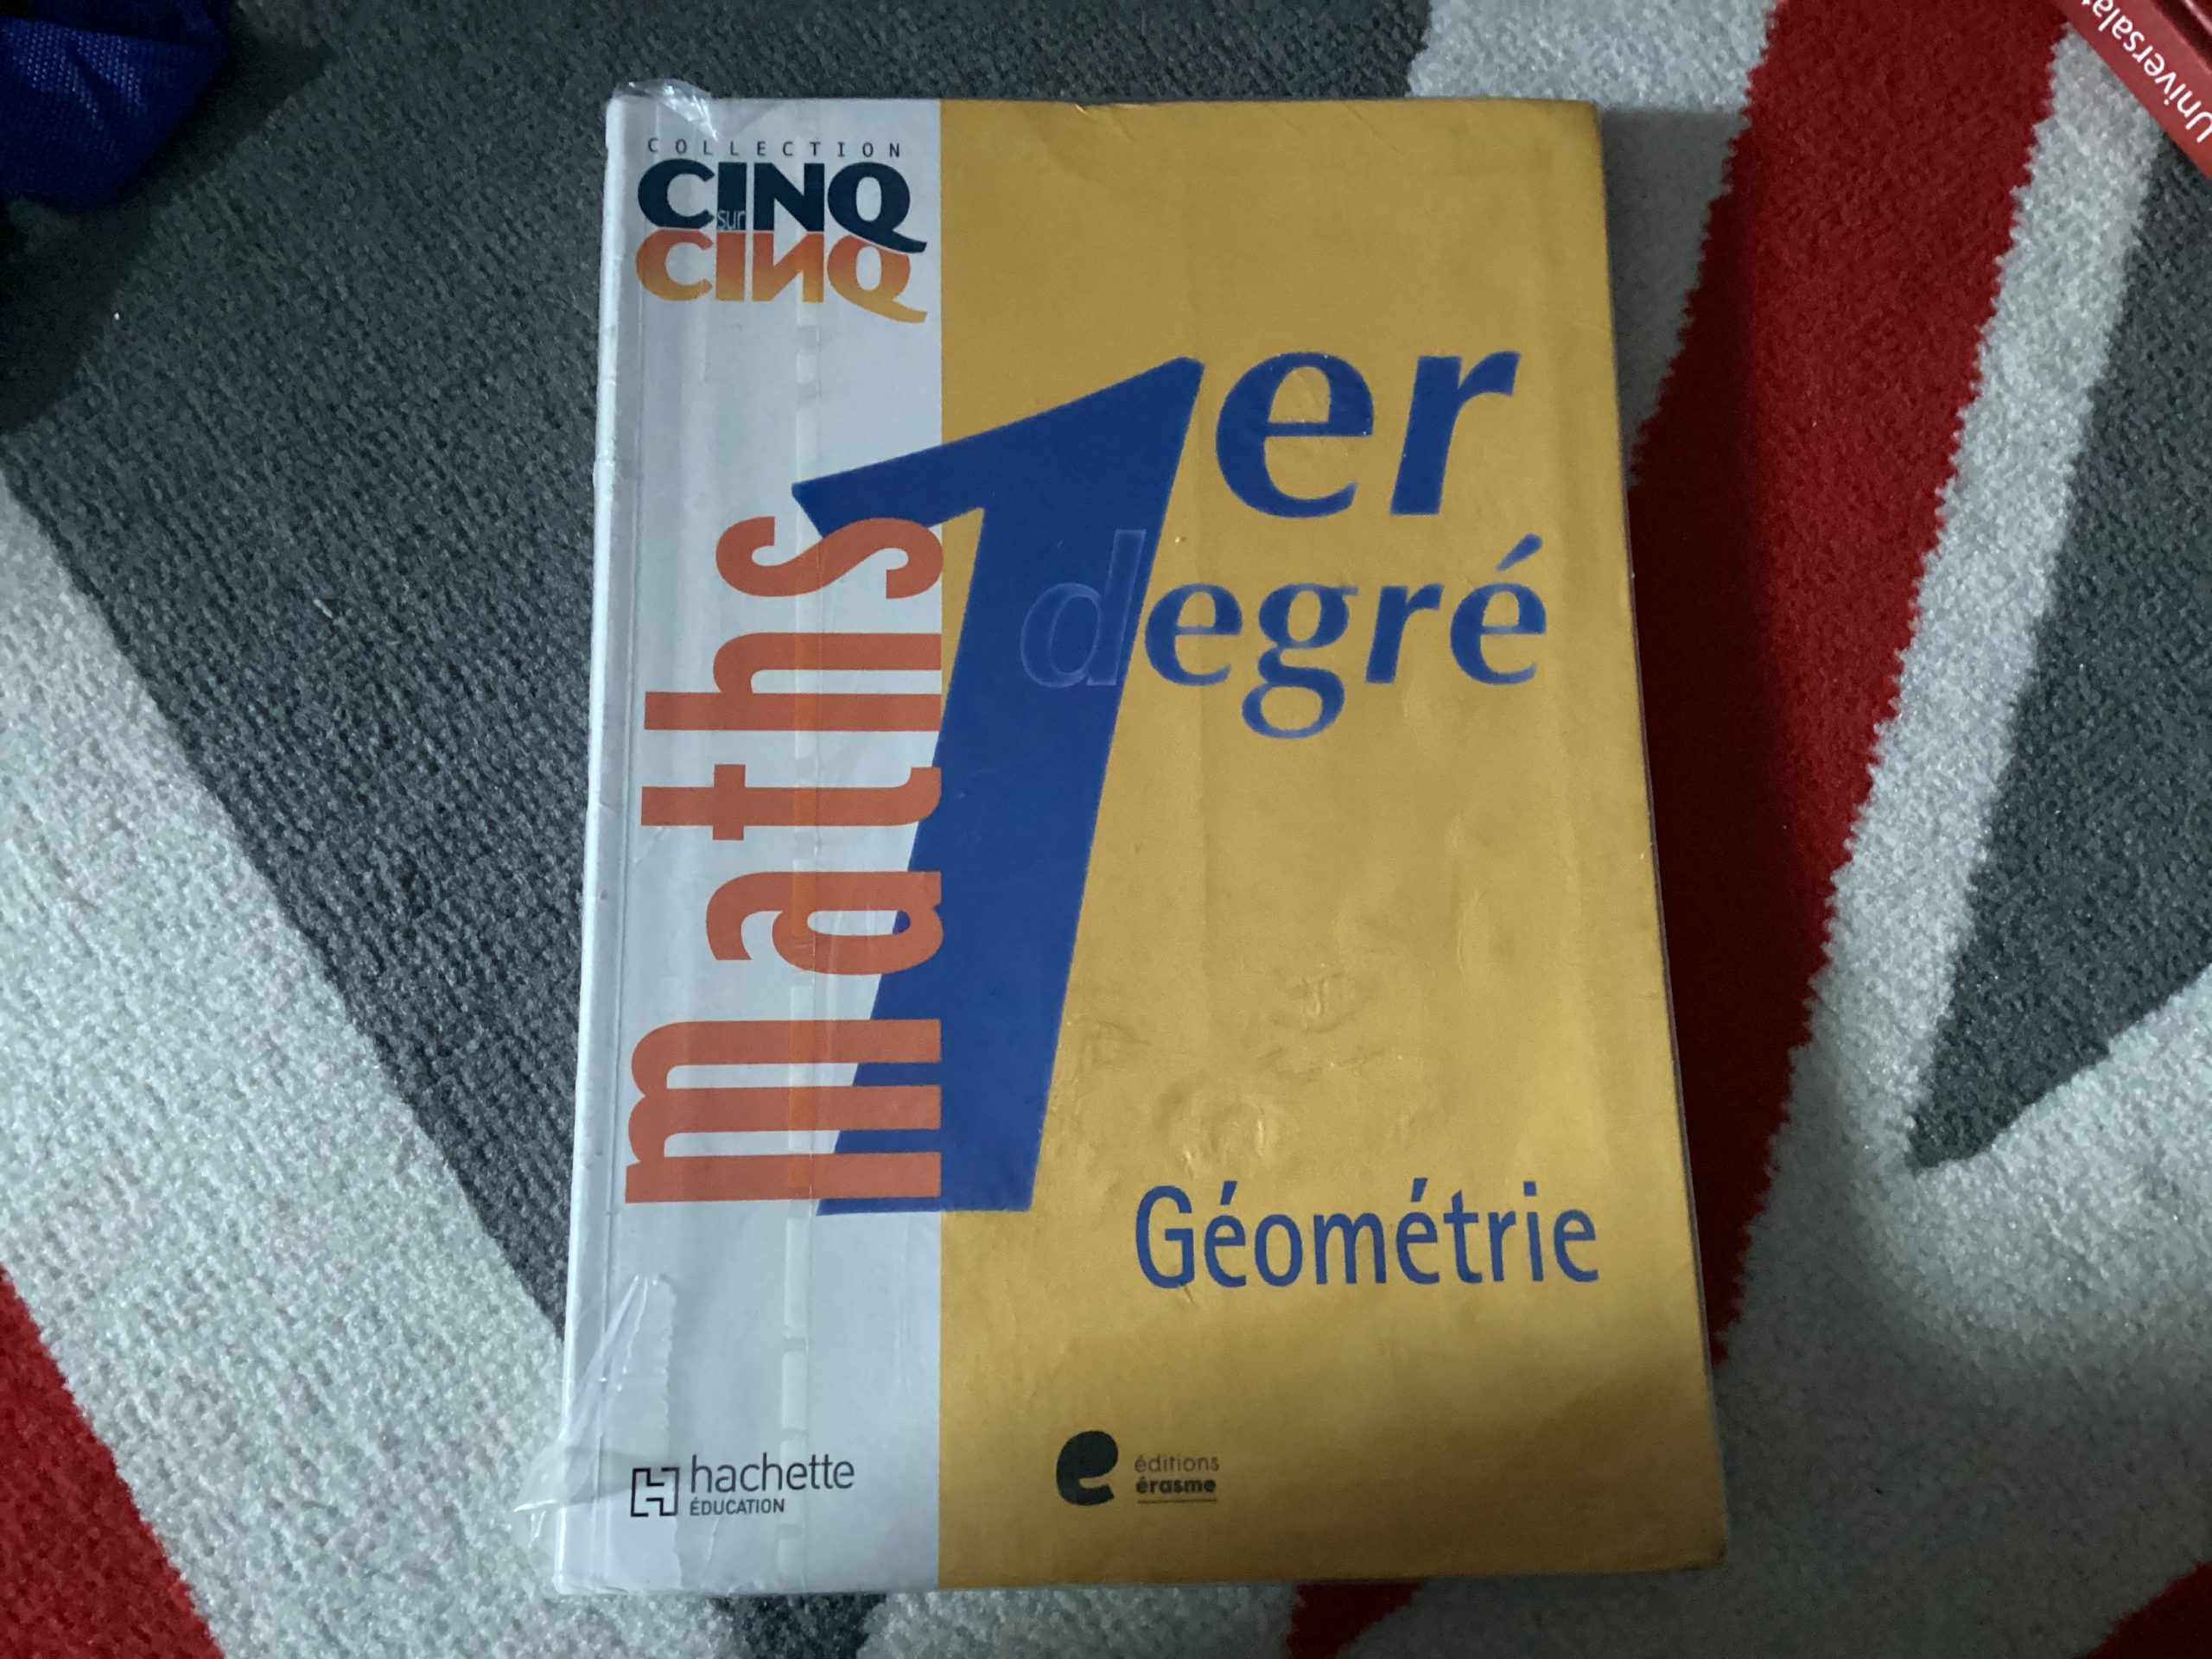 COLLECTION
CINQ
sur
CINQ
1er
degré
maths
Géométrie
hachette
ÉDUCATION
e éditions
érasme